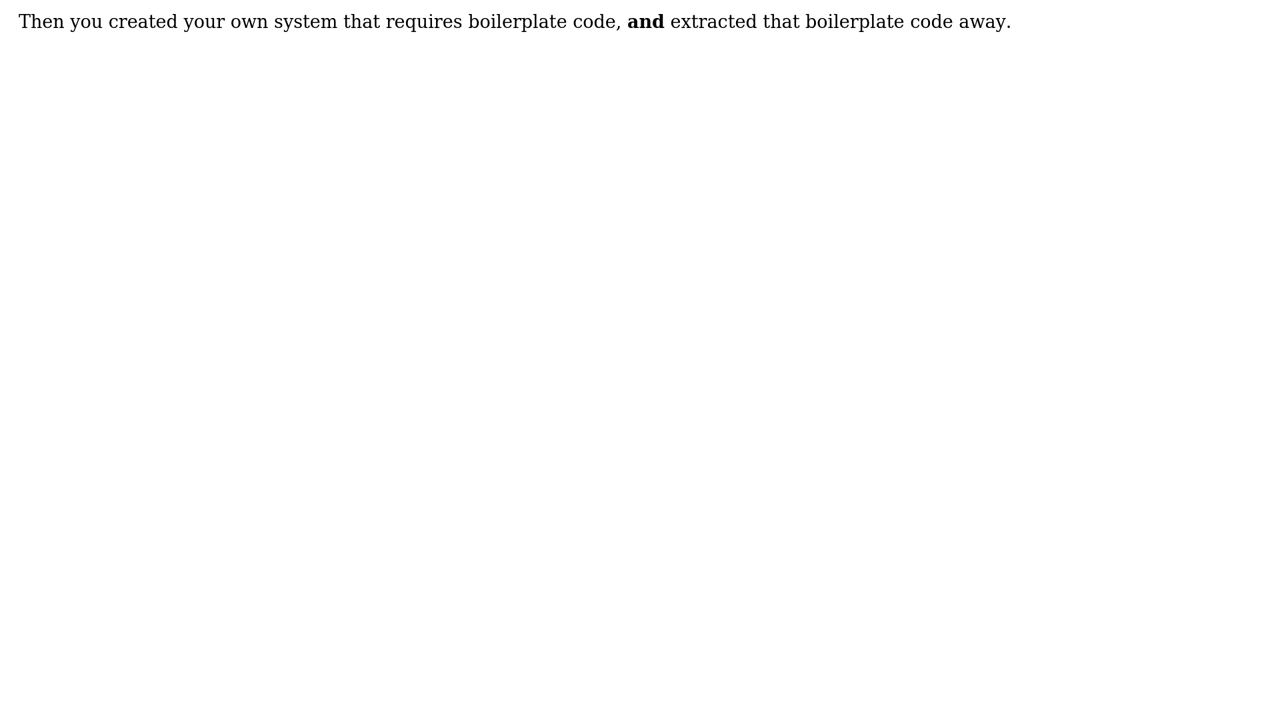 Then you created your own system that requires boilerplate code, and extracted that boilerplate code away.